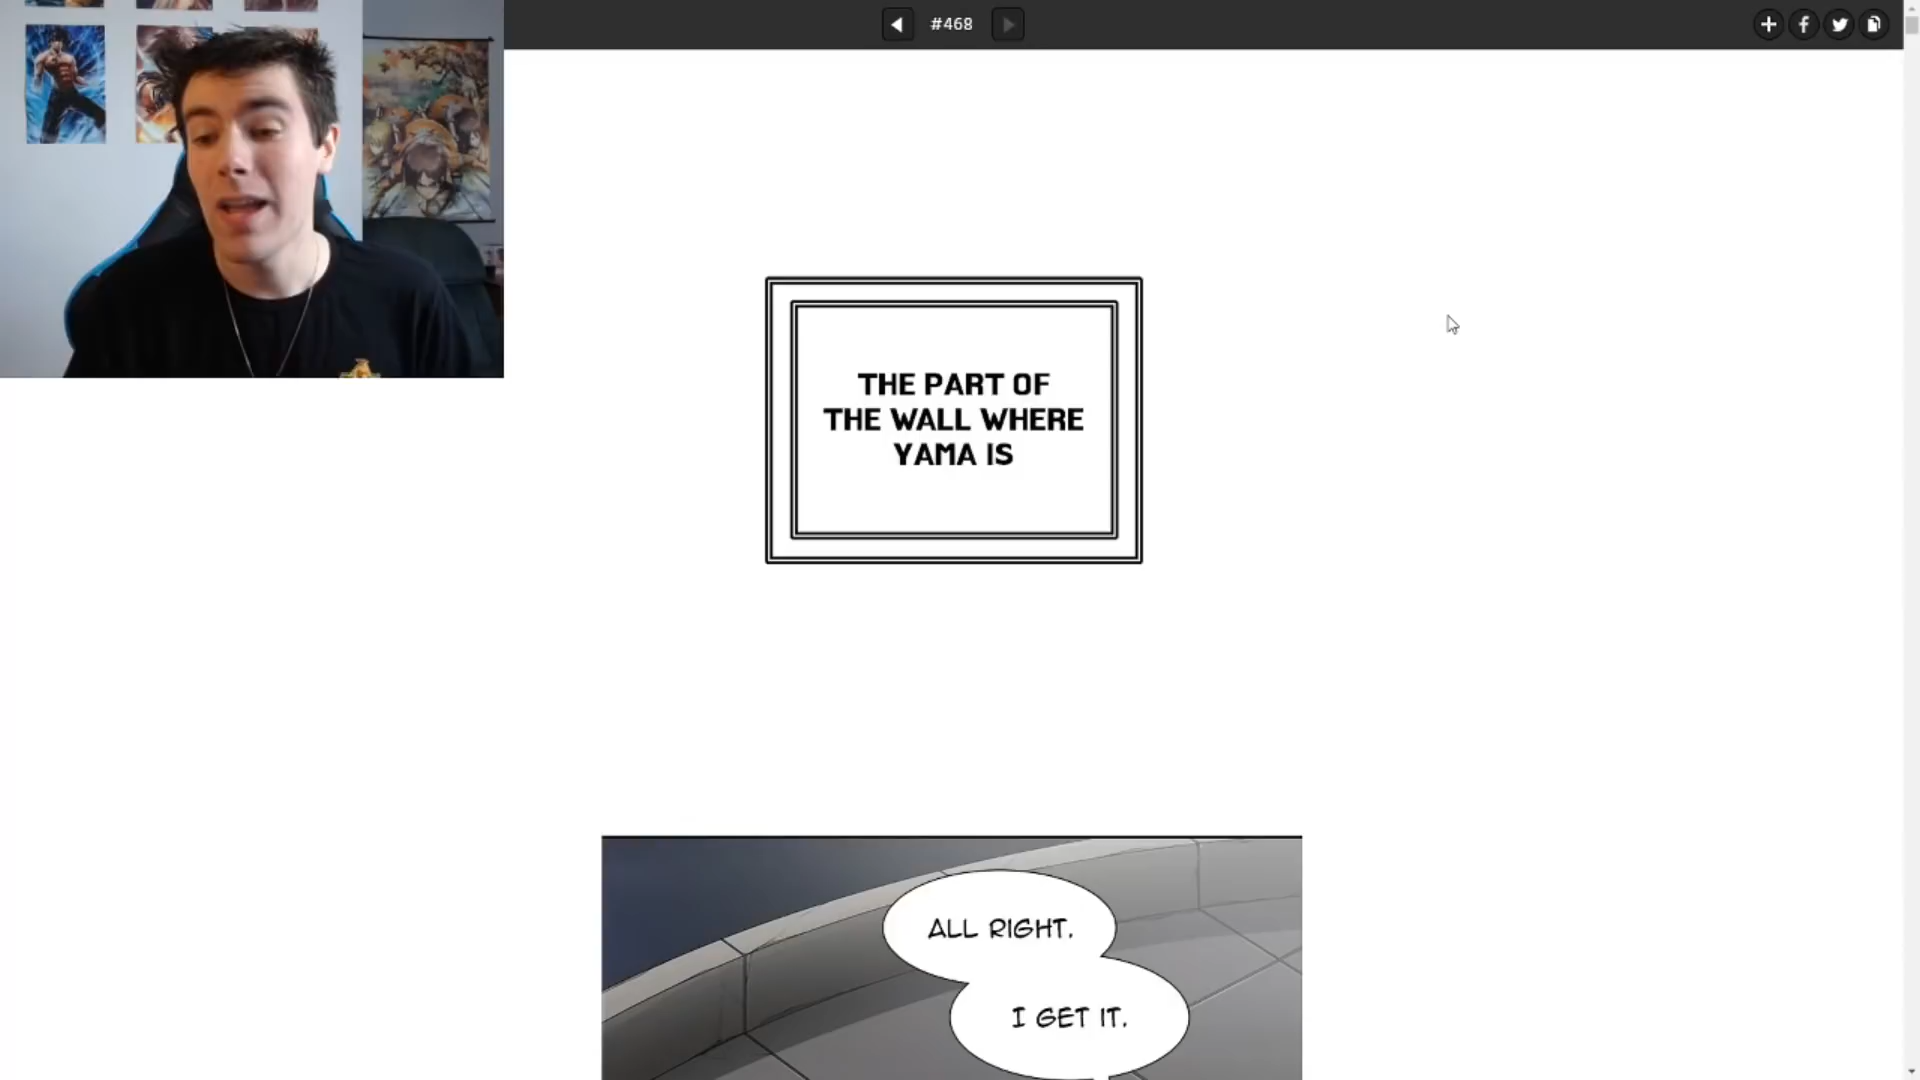 #468
THE PART OF
THE WALL WHERE
YAMA IS
ALL RIGHT.
I GET IT.